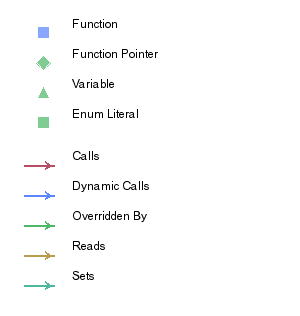 Function
Function Pointer
Variable
Enum Literal
Calls
Dynamic Calls
Overridden By
Reads
Sets